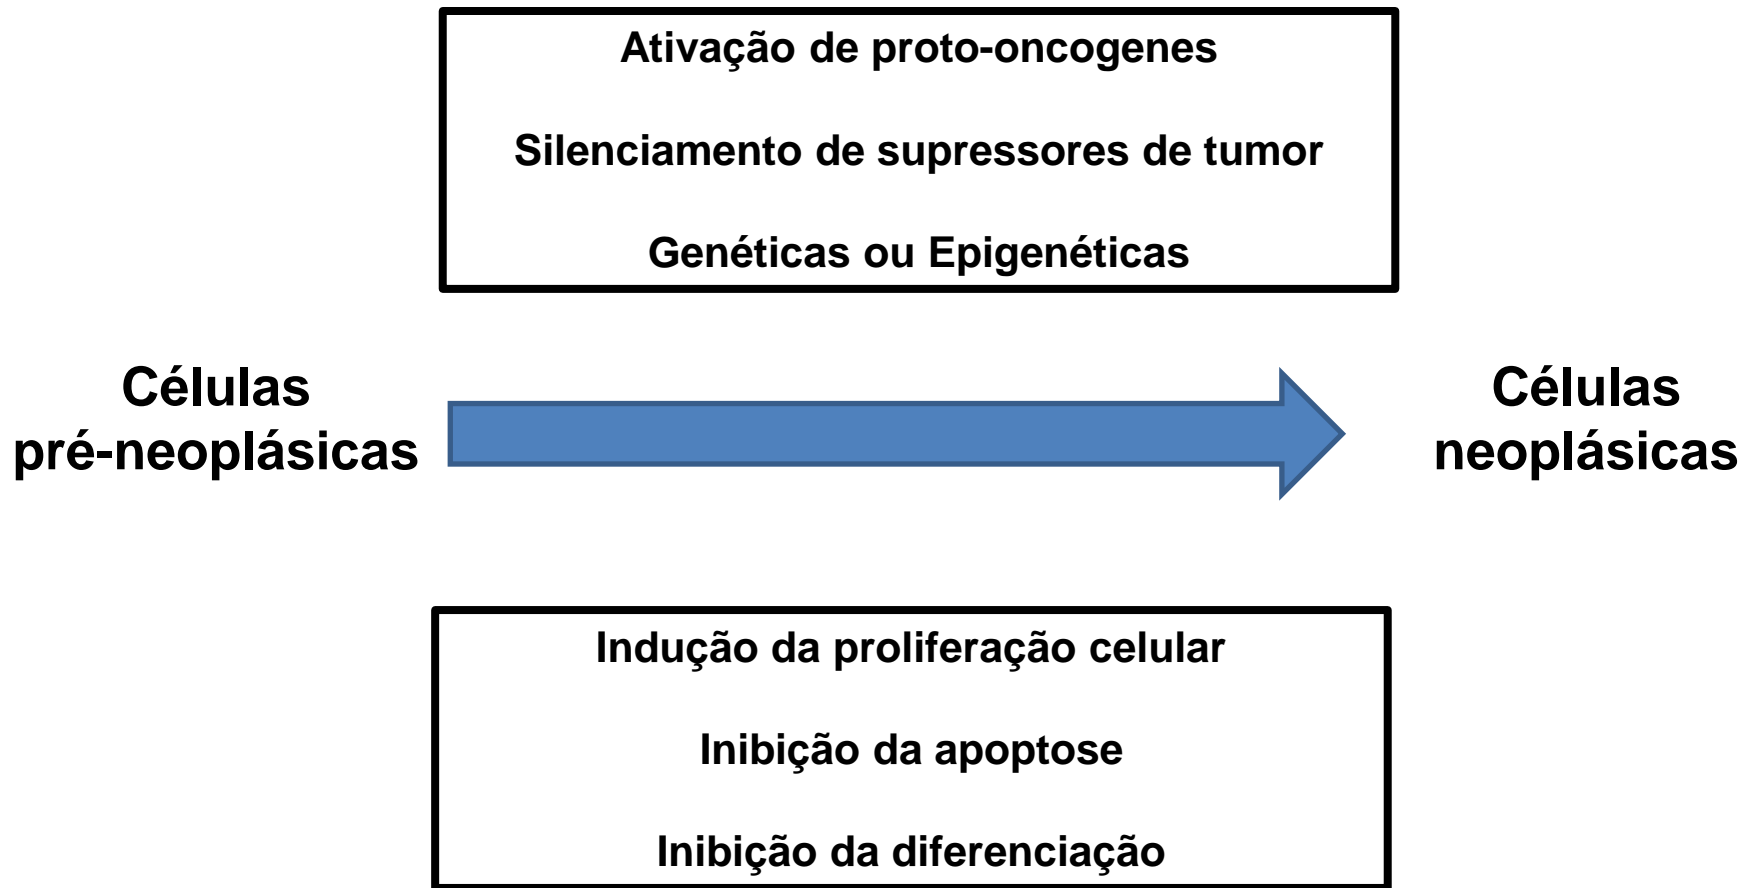 Ativação de proto-oncogenes
Silenciamento de supressores de tumor
Genéticas ou Epigenéticas
Células
pré-neoplásicas
Células
neoplásicas
Indução da proliferação celular
Inibição da apoptose
Inibição da diferenciação